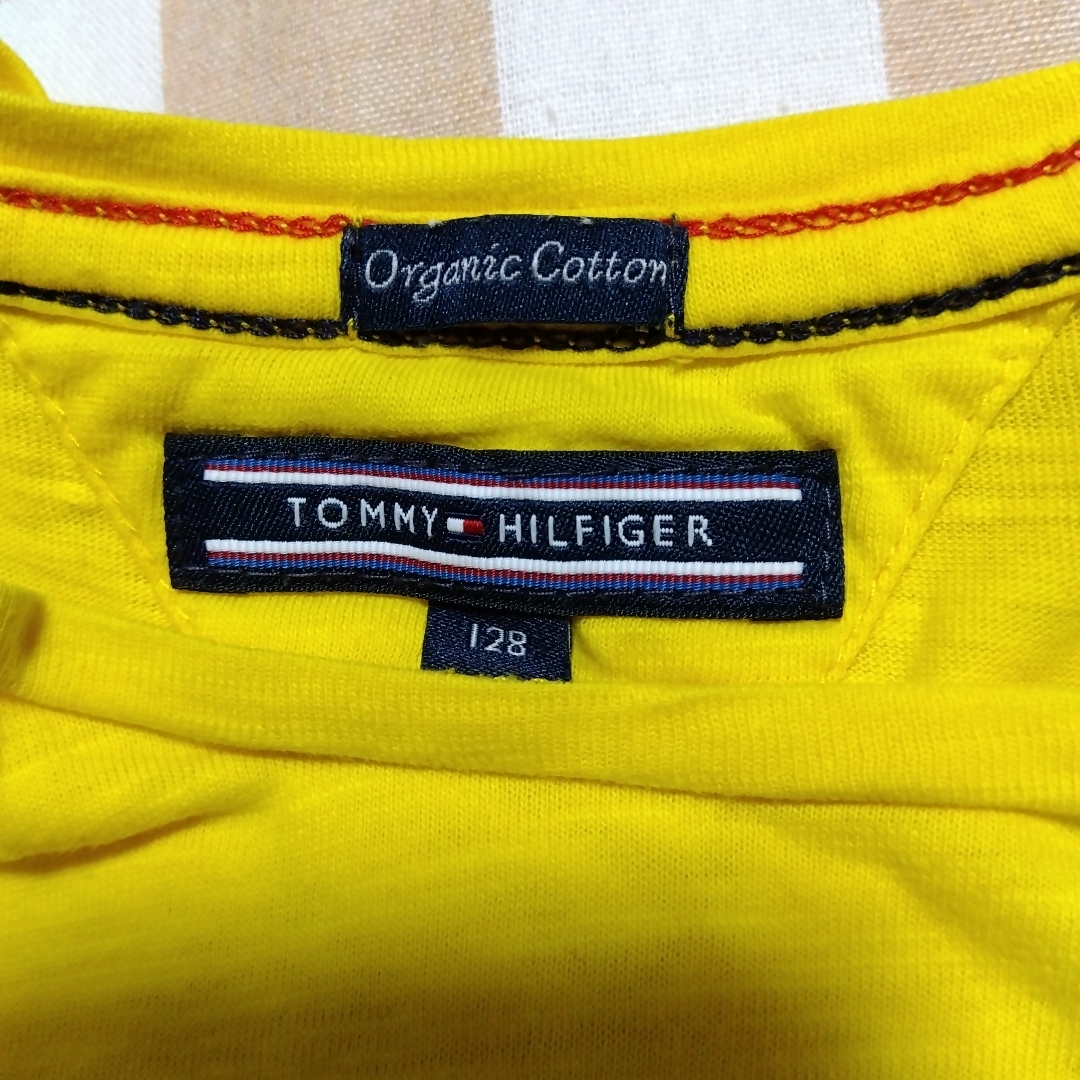 Organic Cotton
TOMMY HILFIGER
128